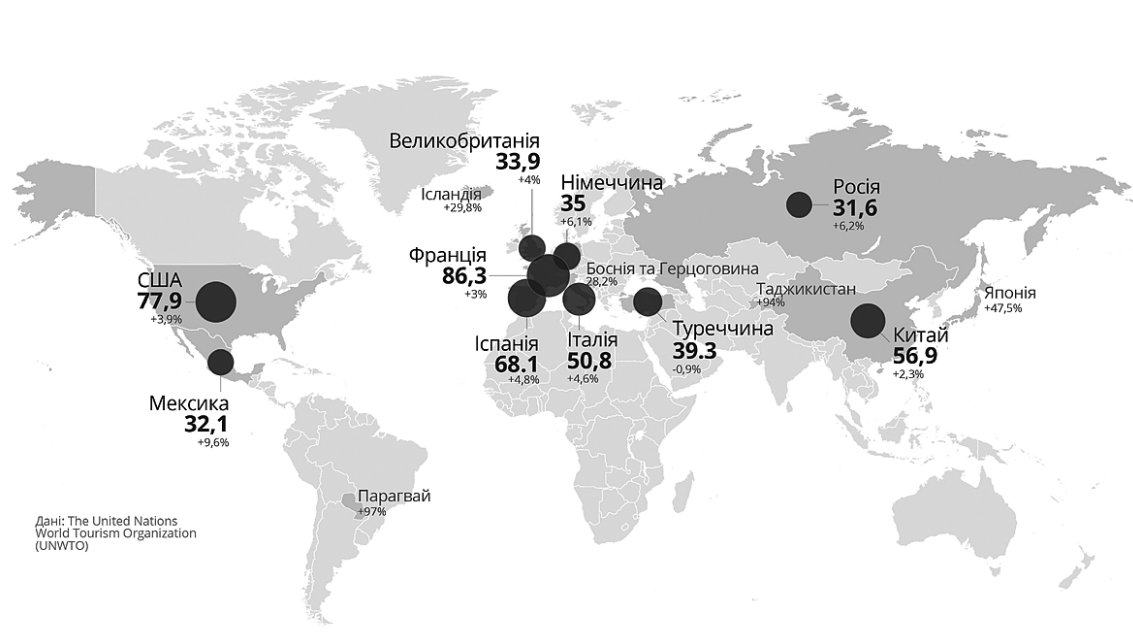 Великобританія
33,9
+4%
Ісландія
+29,8%
Німеччина
35
+6,1%
Росія
31,6
+6,2%
Франція
86,3
+3%
Боснія та Герцоговина
28,2%
США
77,9
+3,9%
Таджикистан
+94%
Японія
+47,5%
Іспанія
68.1
+4,8%
Італія
50,8
+4,6%
Туреччина
39.3
-0,9%
Китай
56,9
+2,3%
Мексика
32,1
+9,6%
Парагвай
+97%
Дані: The United Nations
World Tourism Organization
(UNWTO)